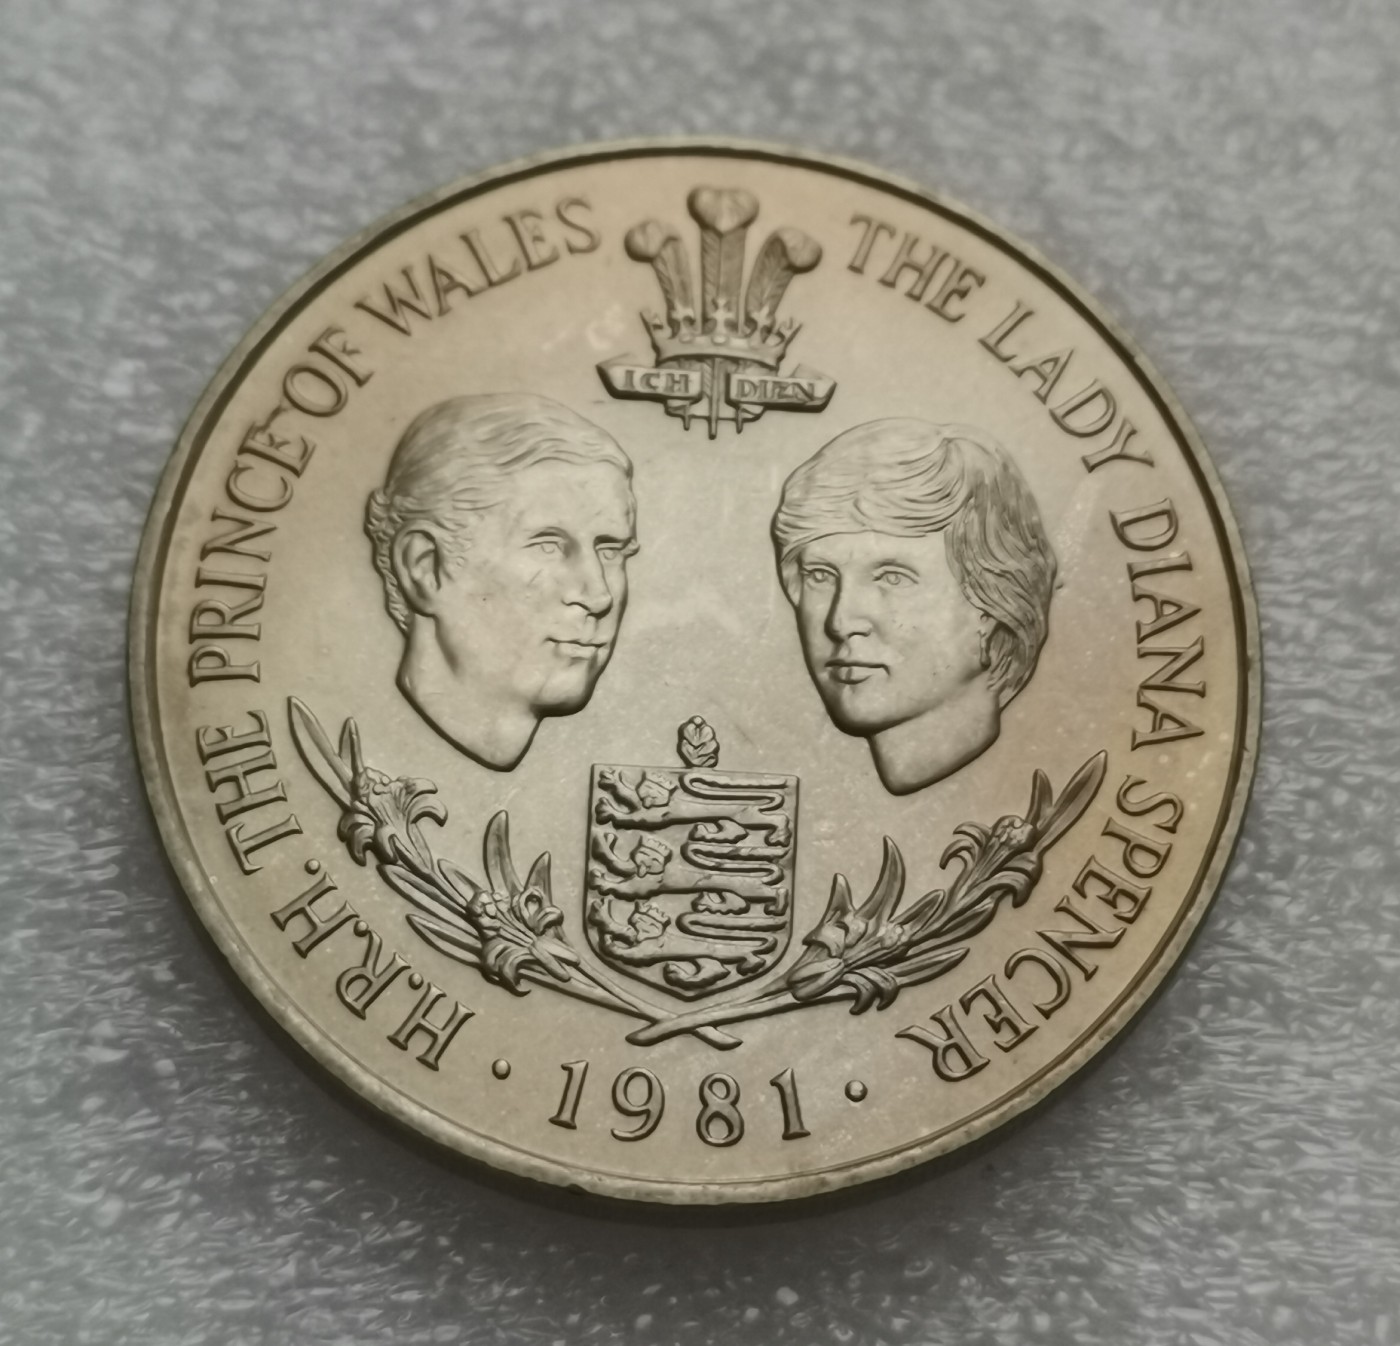 H.R.H. THE PRINCE OF WALES
THE LADY DIANA SPENCER
ICH DIEN
· 1981 ·